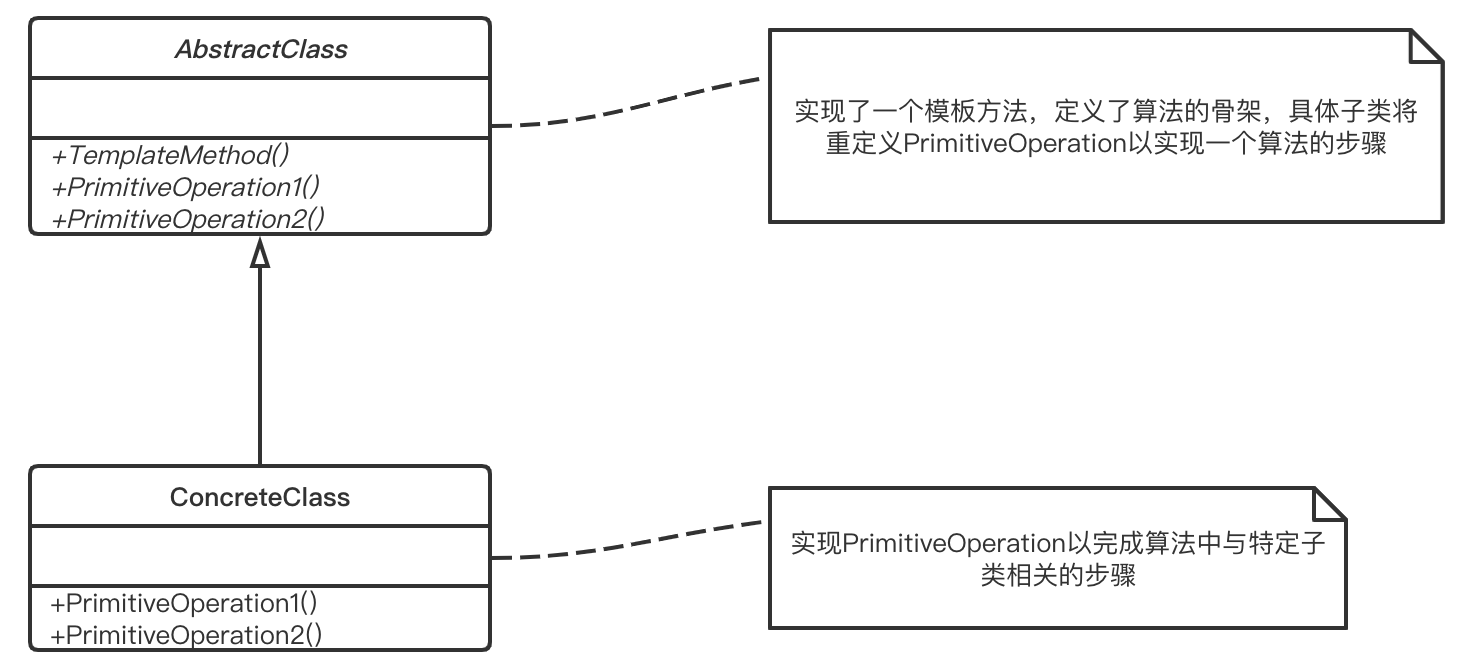 AbstractClass
+TemplateMethod()
+PrimitiveOperation1()
+PrimitiveOperation2()
实现了一个模板方法，定义了算法的骨架，具体子类将
重定义PrimitiveOperation以实现一个算法的步骤
ConcreteClass
+PrimitiveOperation1()
+PrimitiveOperation2()
实现PrimitiveOperation以完成算法中与特定子
类相关的步骤